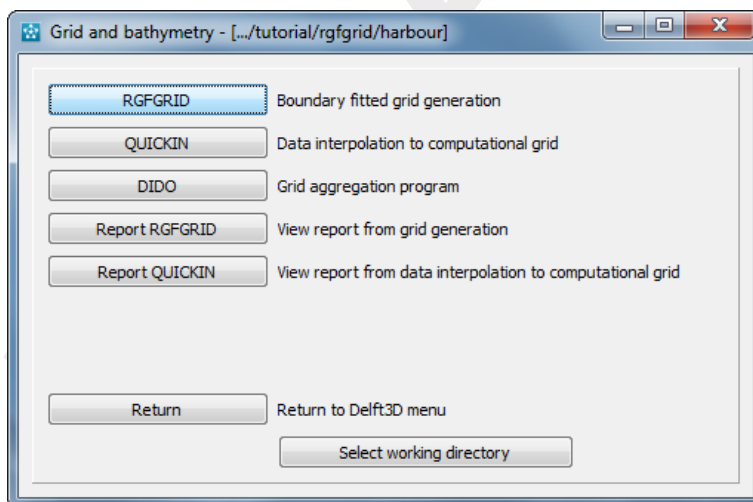 Grid and bathymetry - [.../tutorial/rgfgrid/harbour]
RGFGRID Boundary fitted grid generation
QUICKIN Data interpolation to computational grid
DIDO Grid aggregation program
Report RGFGRID View report from grid generation
Report QUICKIN View report from data interpolation to computational grid
Return Return to Delft3D menu
Select working directory